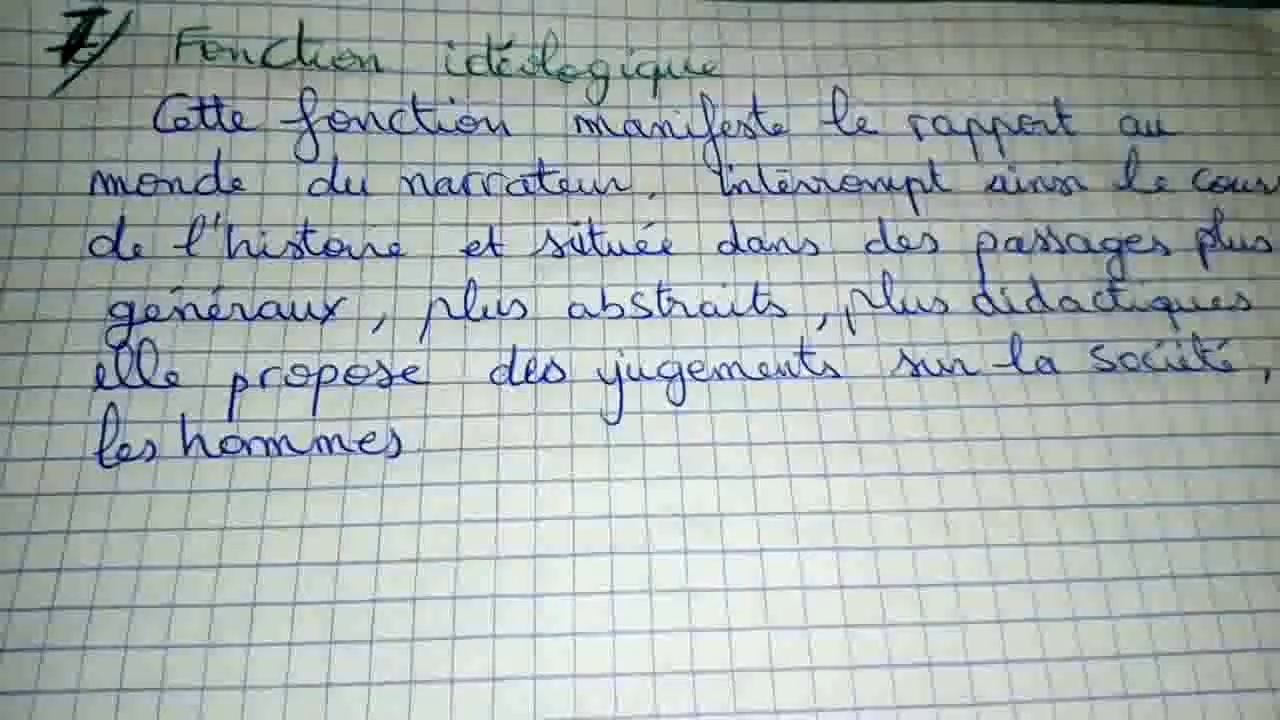 I/ Fonction idéologique
Cette fonction manifeste le rapport au
monde du narrateur. Interrompt ainsi le cour
de l'histoire et située dans des passages plus
généraux, plus abstraits, plus didactiques
elle propose des jugements sur la société,
les hommes